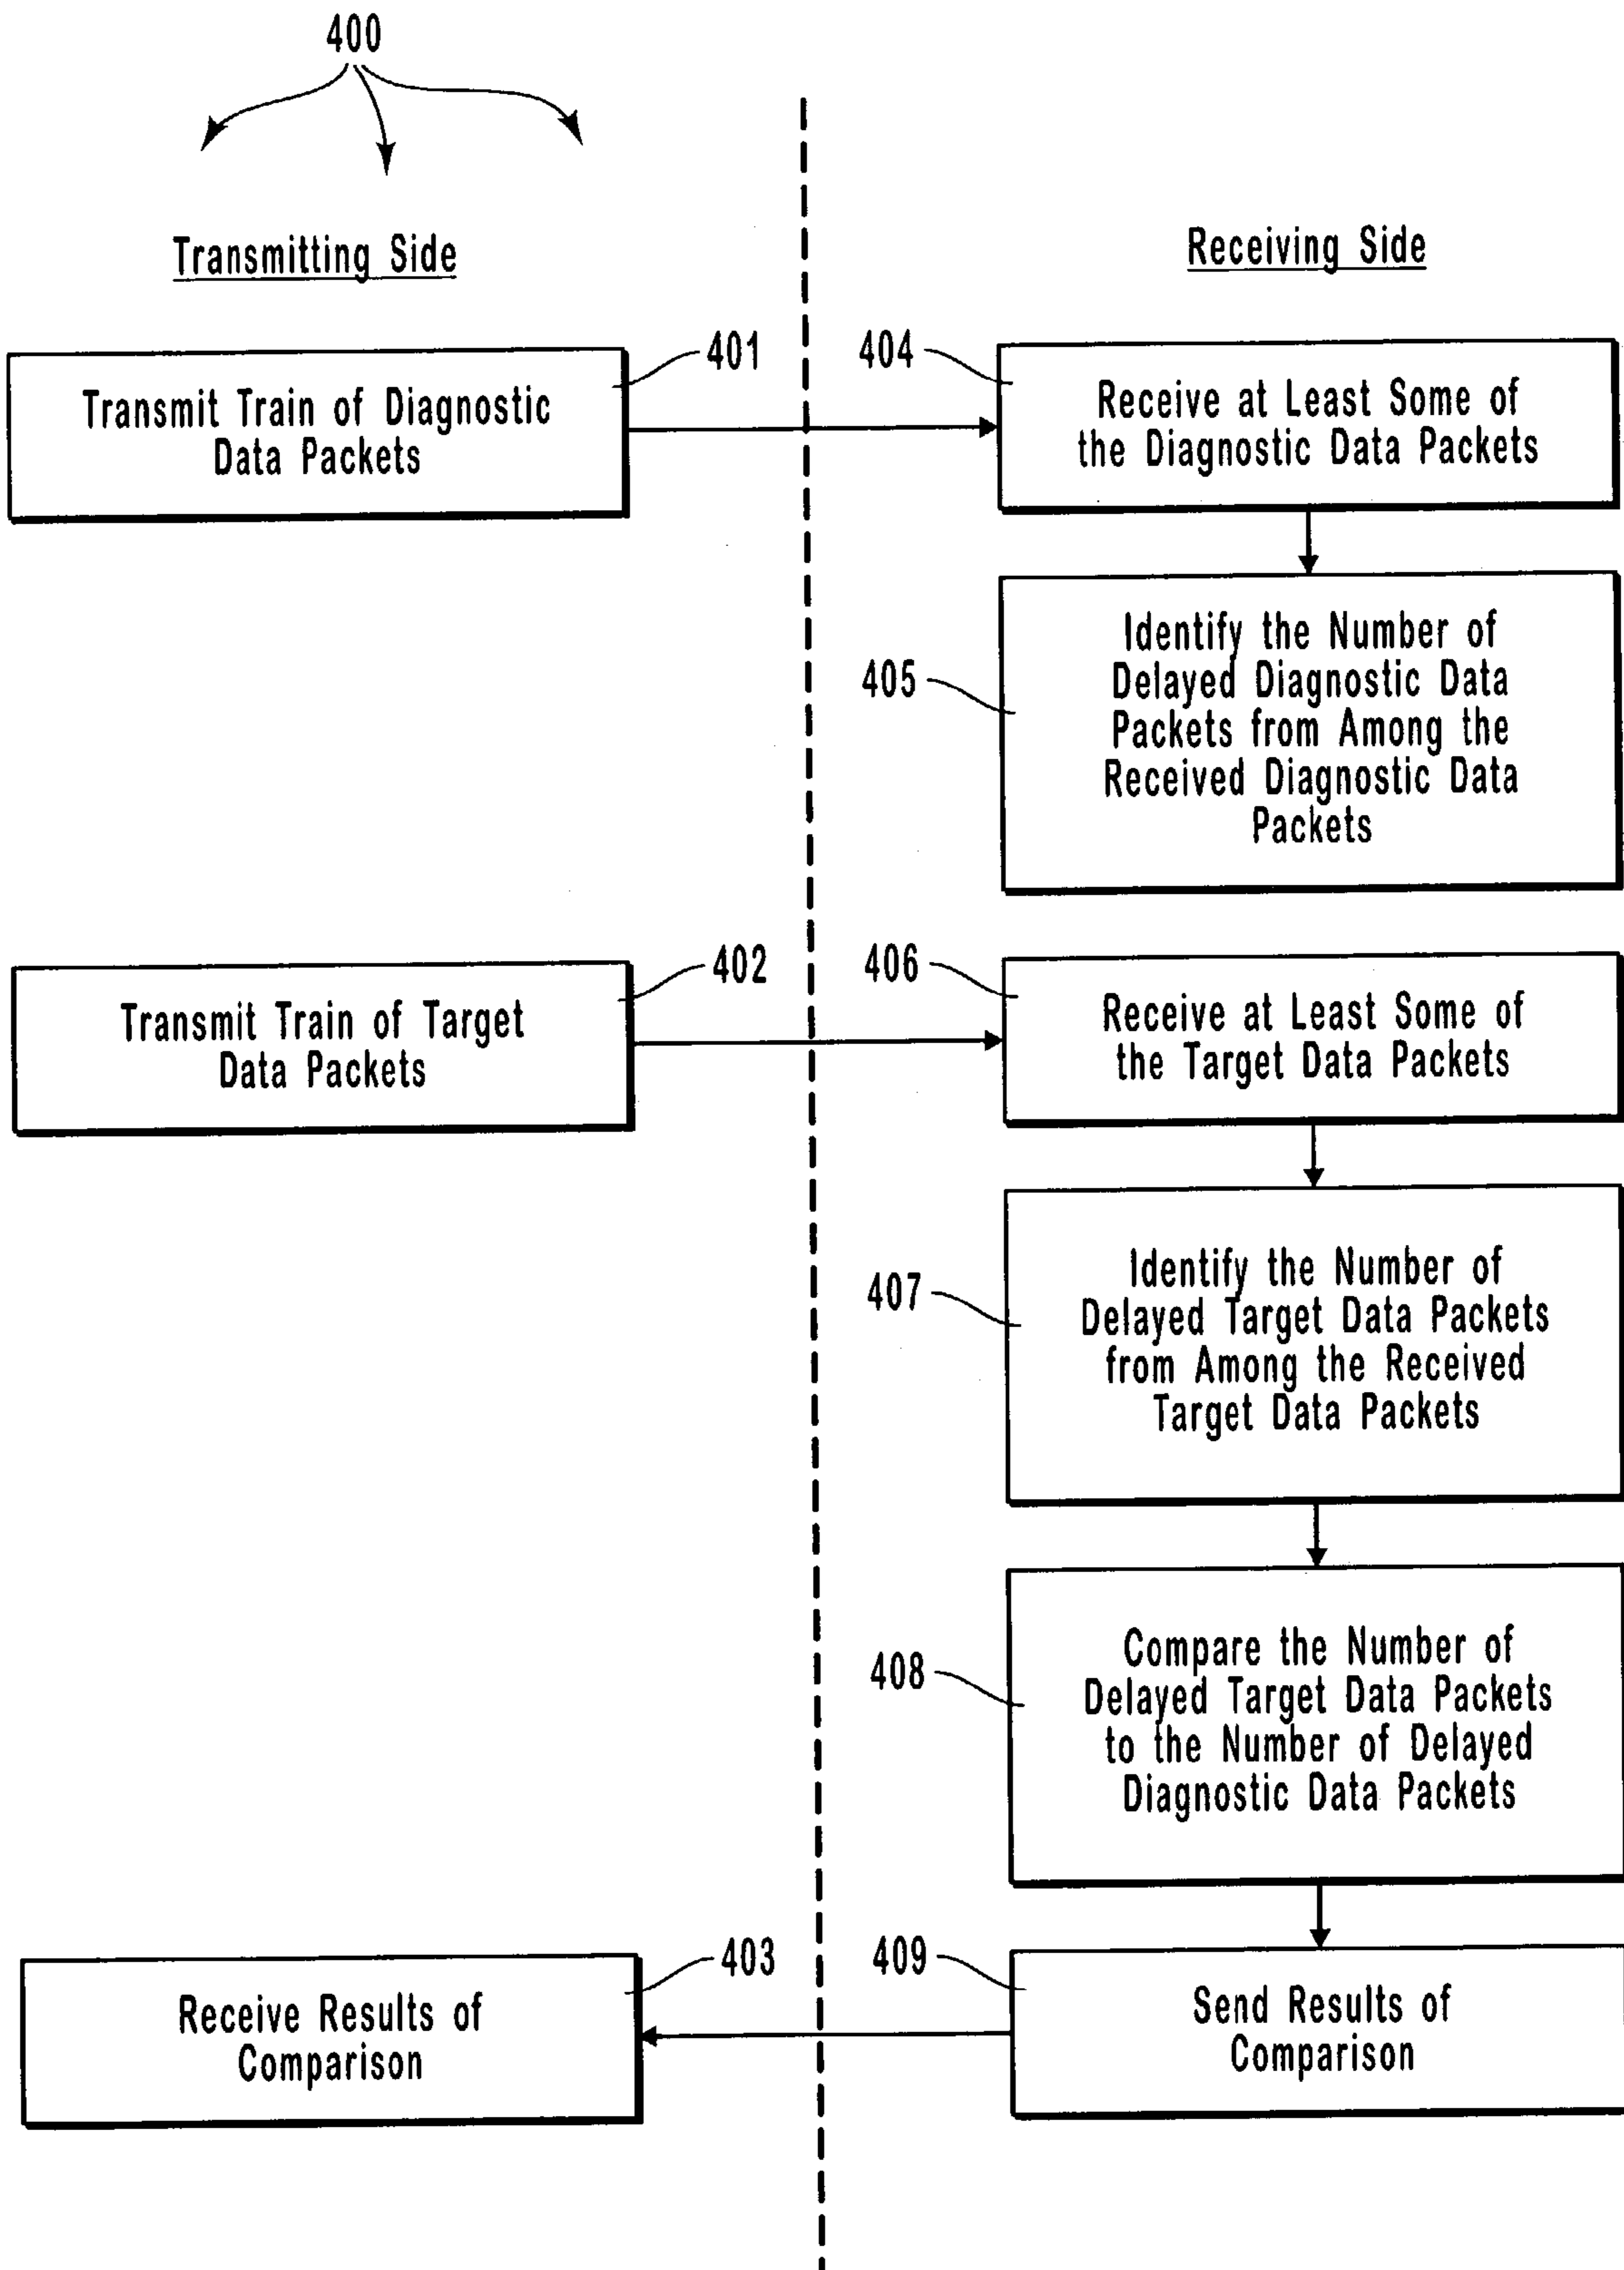 400
Transmitting Side
Receiving Side
401
Transmit Train of Diagnostic
Data Packets
404
Receive at Least Some of
the Diagnostic Data Packets
405
Identify the Number of
Delayed Diagnostic Data
Packets from Among the
Received Diagnostic Data
Packets
402
Transmit Train of Target
Data Packets
406
Receive at Least Some of
the Target Data Packets
407
Identify the Number of
Delayed Target Data Packets
from Among the Received
Target Data Packets
408
Compare the Number of
Delayed Target Data Packets
to the Number of Delayed
Diagnostic Data Packets
403
Receive Results of
Comparison
409
Send Results of
Comparison